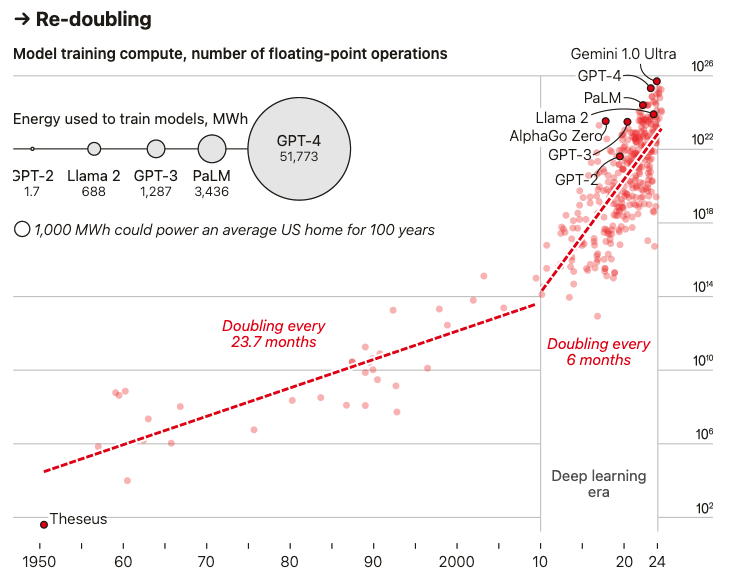 → Re-doubling
Model training compute, number of floating-point operations
Energy used to train models, MWh
GPT-2
1.7
Llama 2
688
GPT-3
1,287
PaLM
3,436
GPT-4
51,773
1,000 MWh could power an average US home for 100 years
Gemini 1.0 Ultra
GPT-4
PaLM
Llama 2
AlphaGo Zero
GPT-3
GPT-2
10²⁶
10²²
10¹⁸
10¹⁴
10¹⁰
10⁶
10²
Doubling every
23.7 months
Doubling every
6 months
Deep learning
era
Theseus
1950 60 70 80 90 2000 10 20 24